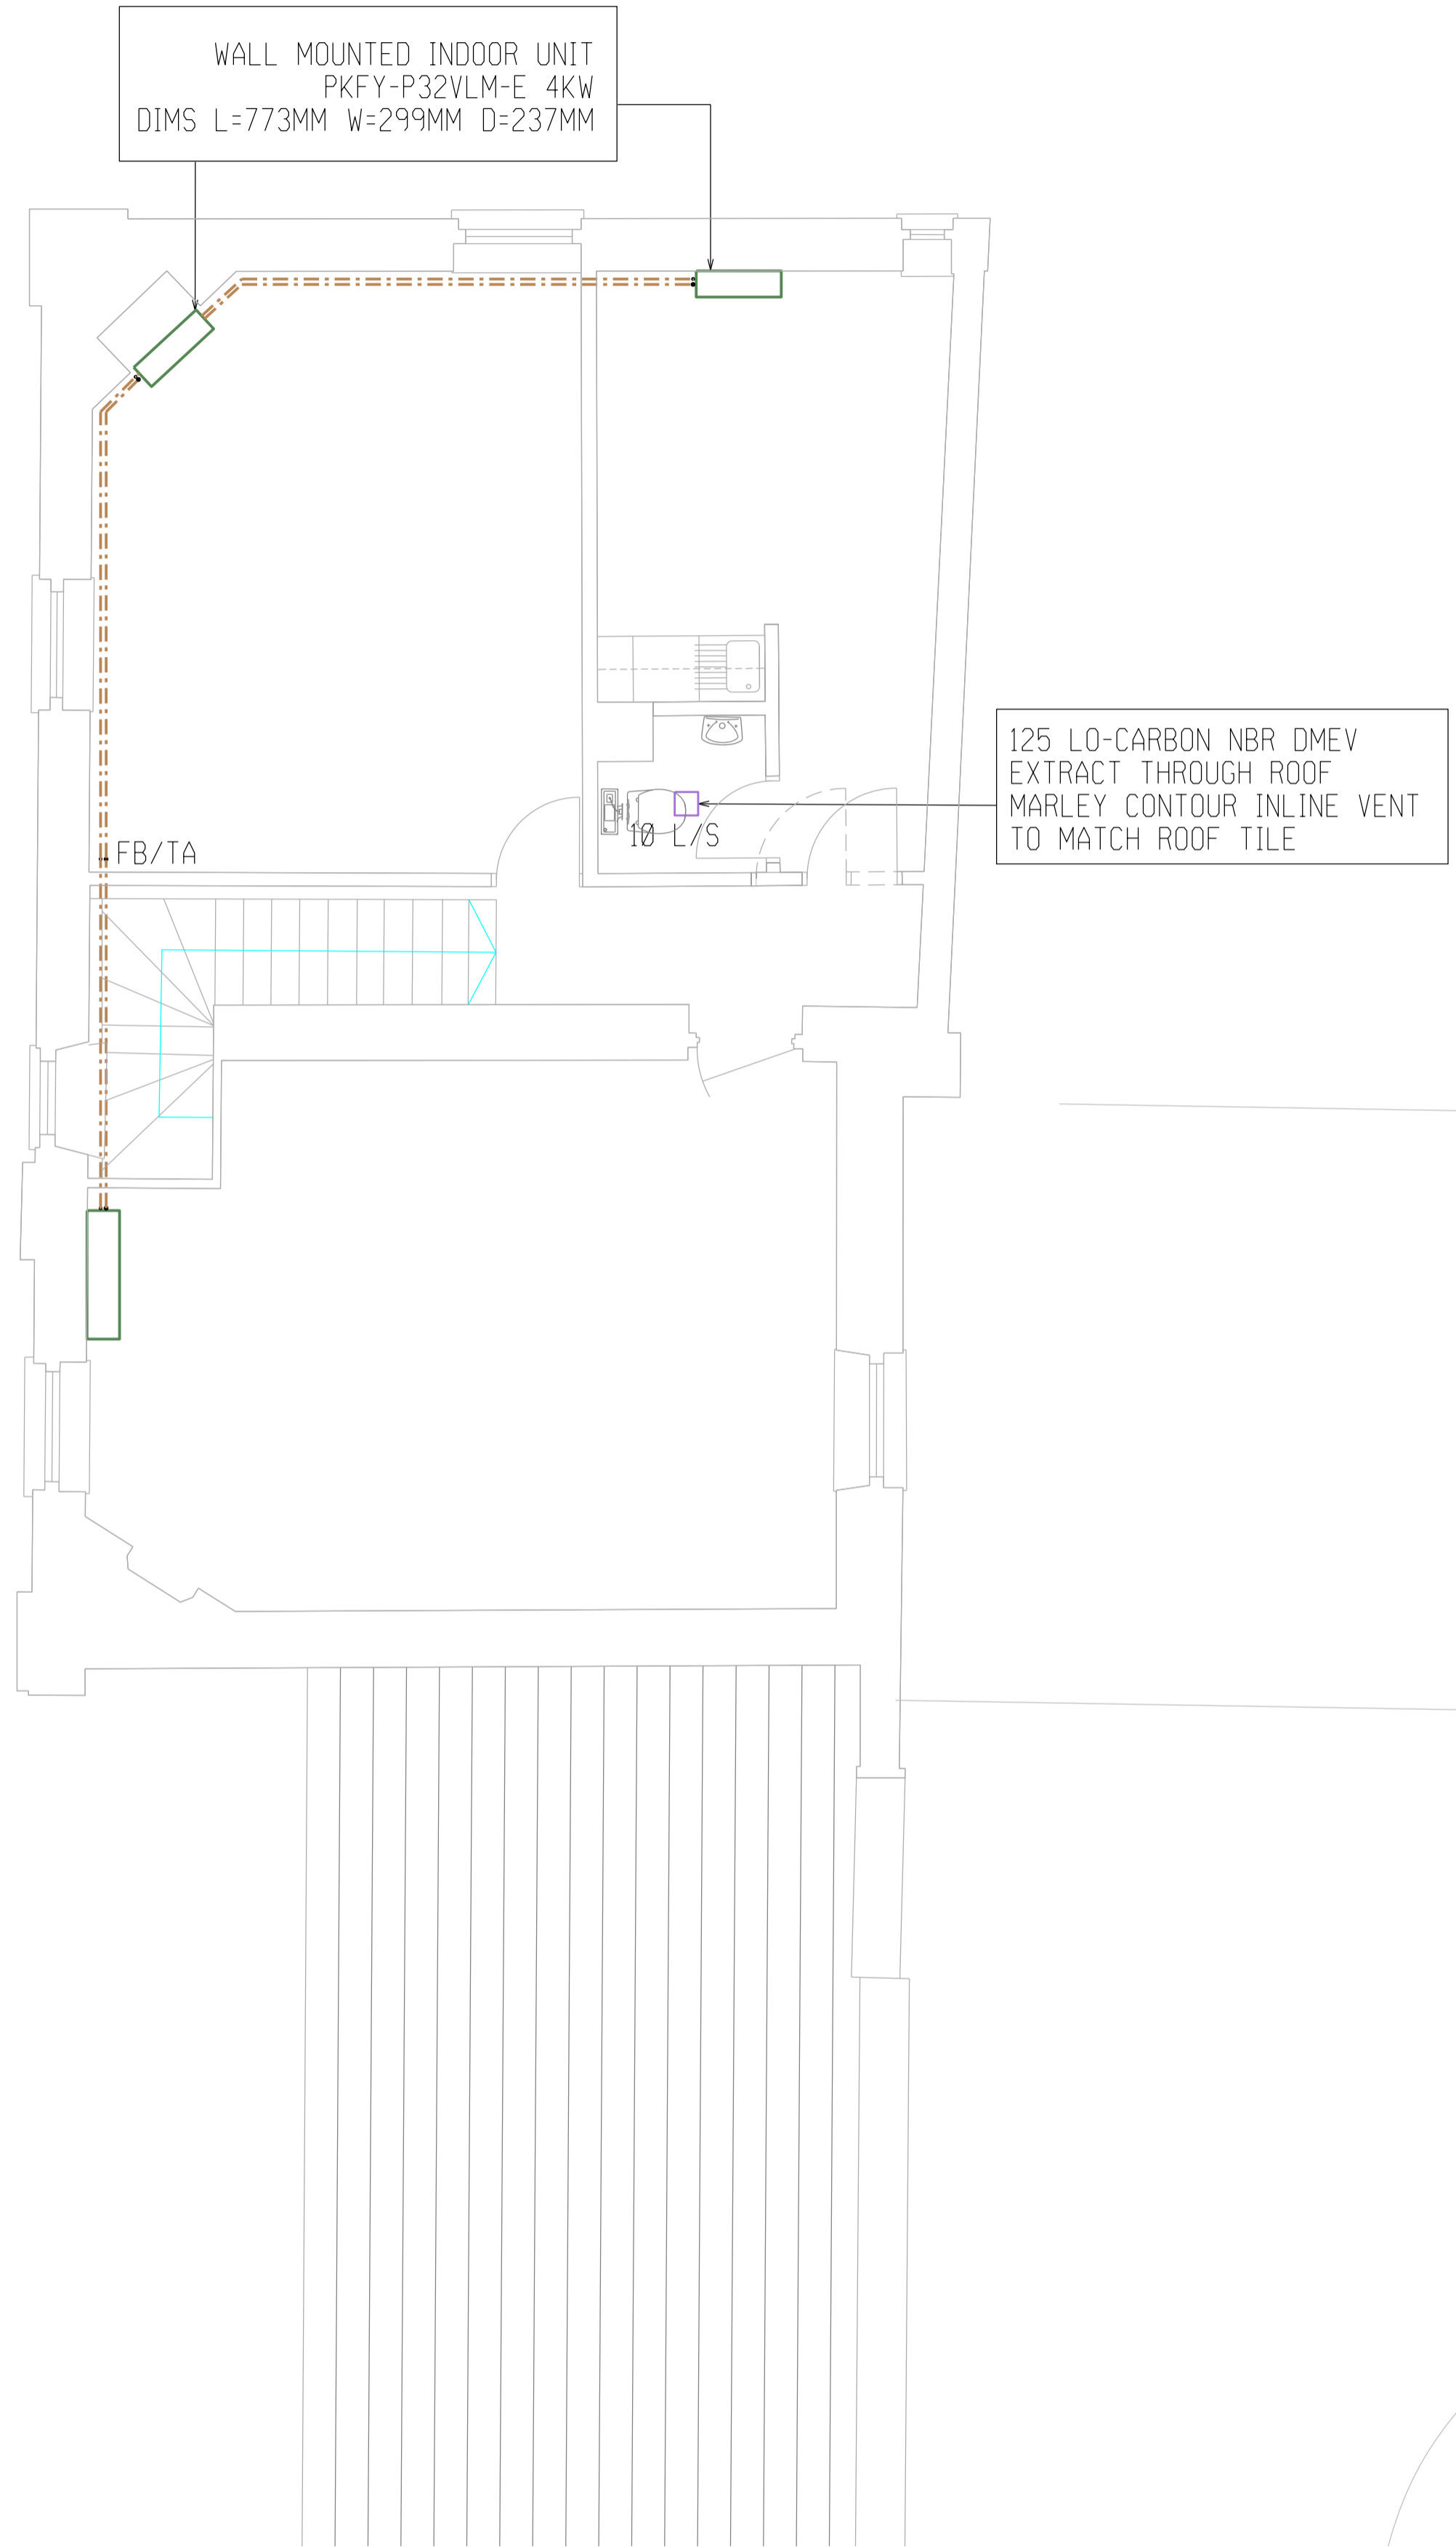 WALL MOUNTED INDOOR UNIT
PKFY-P32VLM-E 4KW
DIMS L=773MM W=299MM D=237MM
125 LO-CARBON NBR DMEV
EXTRACT THROUGH ROOF
MARLEY CONTOUR INLINE VENT
TO MATCH ROOF TILE
10 L/S
FB/TA